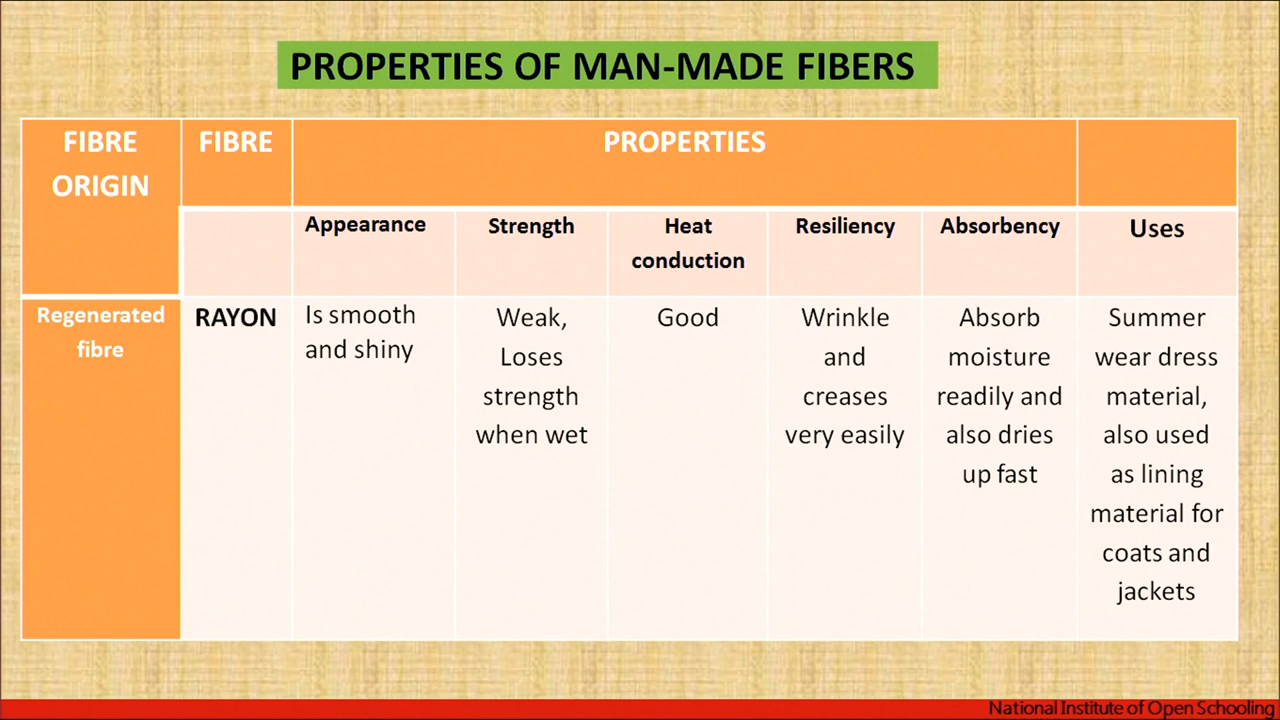 PROPERTIES OF MAN-MADE FIBERS
FIBRE
ORIGIN
FIBRE
PROPERTIES
Appearance
Strength
Heat
conduction
Resiliency
Absorbency
Uses
Regenerated
fibre
RAYON
Is smooth
and shiny
Weak,
Loses
strength
when wet
Good
Wrinkle
and
creases
very easily
Absorb
moisture
readily and
also dries
up fast
Summer
wear dress
material,
also used
as lining
material for
coats and
jackets
National Institute of Open Schooling